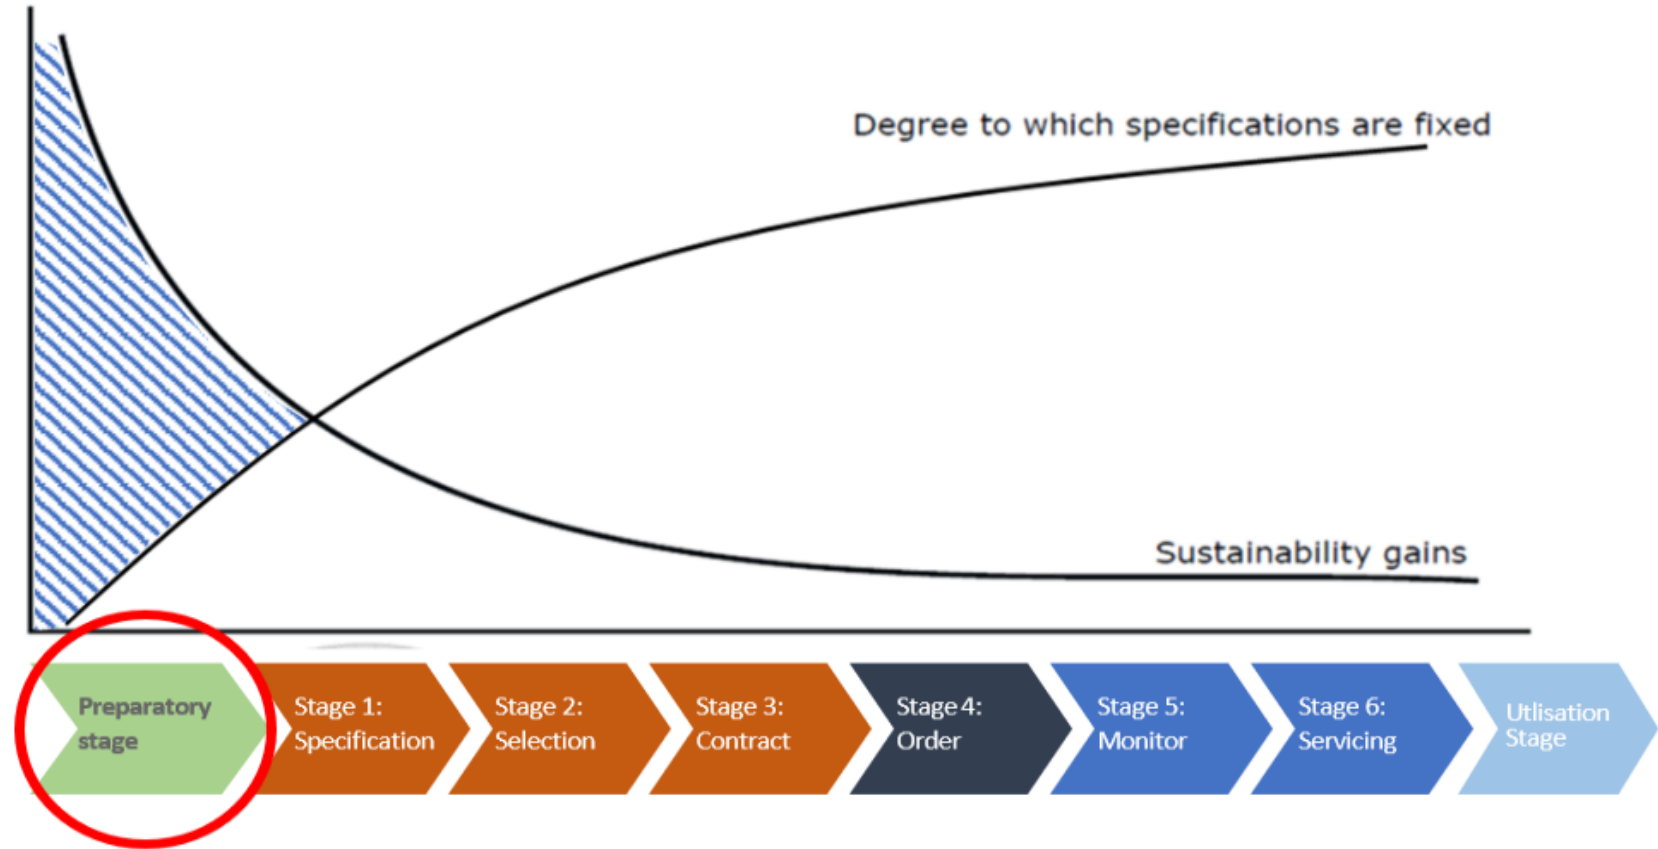 Degree to which specifications are fixed
Sustainability gains
Preparatory
stage
Stage 1:
Specification
Stage 2:
Selection
Stage 3:
Contract
Stage 4:
Order
Stage 5:
Monitor
Stage 6:
Servicing
Utlisation
Stage